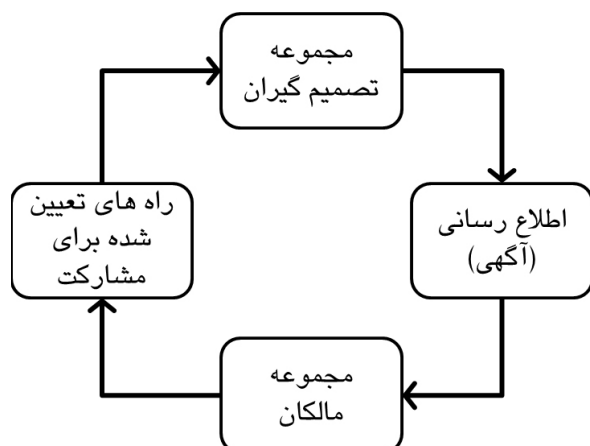 مجموعه
تصمیم گیران
اطلاع رسانی
(آگهی)
مجموعه
مالکان
راه های تعیین
شده برای
مشارکت